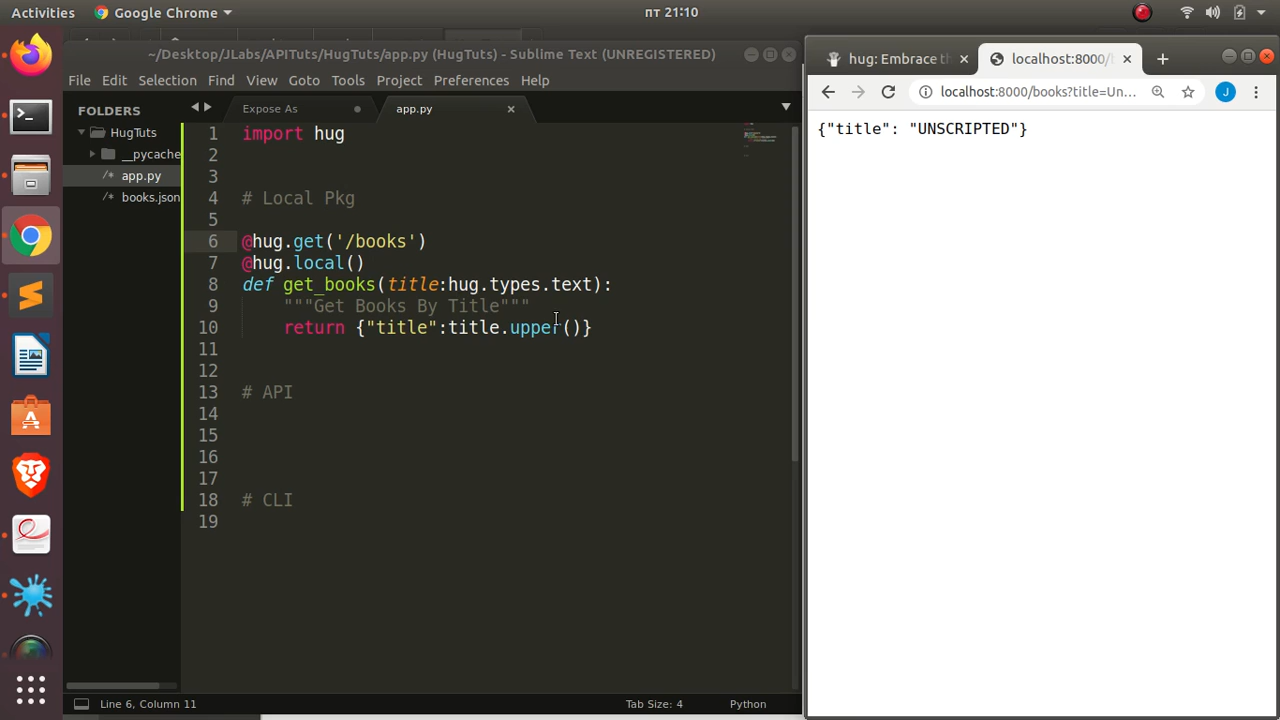 Activities
Google Chrome
пт 21:10
~/Desktop/JLabs/APITuts/HugTuts/app.py (HugTuts) - Sublime Text (UNREGISTERED)
File Edit Selection Find View Goto Tools Project Preferences Help
FOLDERS
HugTuts
__pycache
/* app.py
/* books.json
Expose As
app.py
1 import hug
2
3
4 # Local Pkg
5
6 @hug.get('/books')
7 @hug.local()
8 def get_books(title:hug.types.text):
9 """Get Books By Title"""
10 return {"title":title.upper()}
11
12
13 # API
14
15
16
17
18 # CLI
19
Line 6, Column 11
Tab Size: 4
Python
hug: Embrace th
localhost:8000/b
localhost:8000/books?title=Un...
J
{"title": "UNSCRIPTED"}